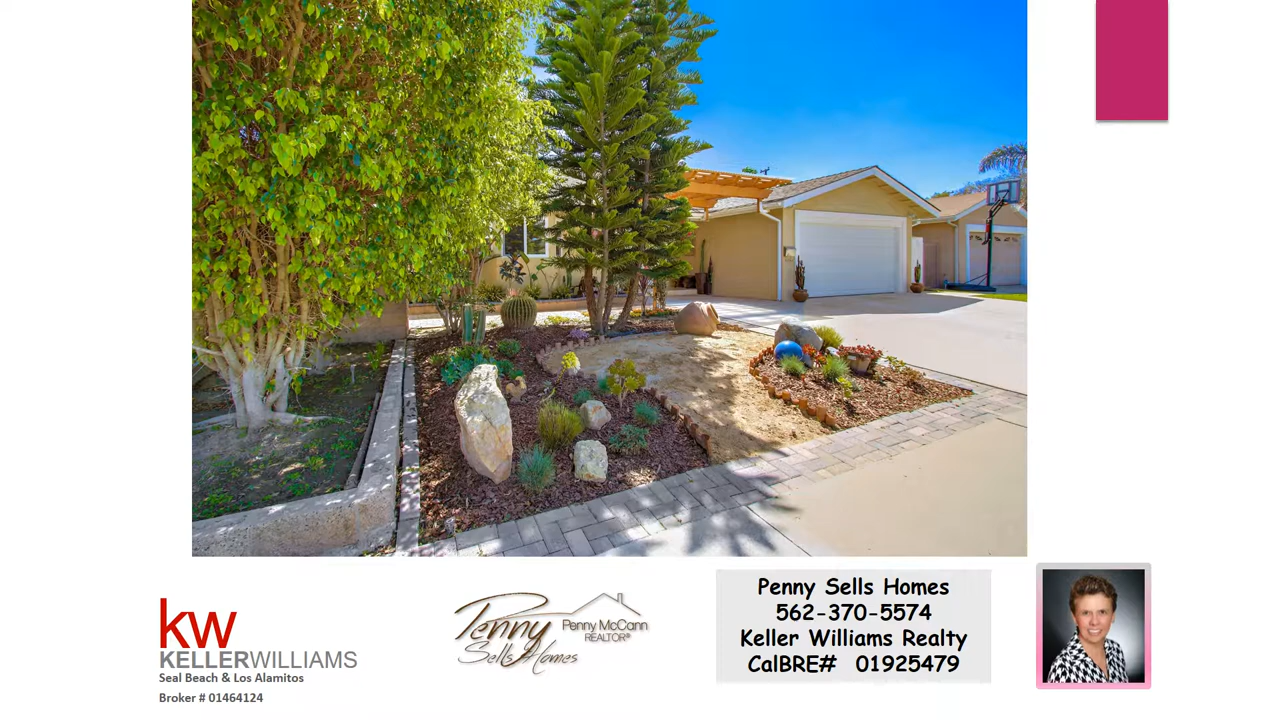 kw
KELLERWILLIAMS
Seal Beach & Los Alamitos
Broker # 01464124
Penny
Sells Homes
Penny McCann
REALTOR®
Penny Sells Homes
562-370-5574
Keller Williams Realty
CalBRE# 01925479